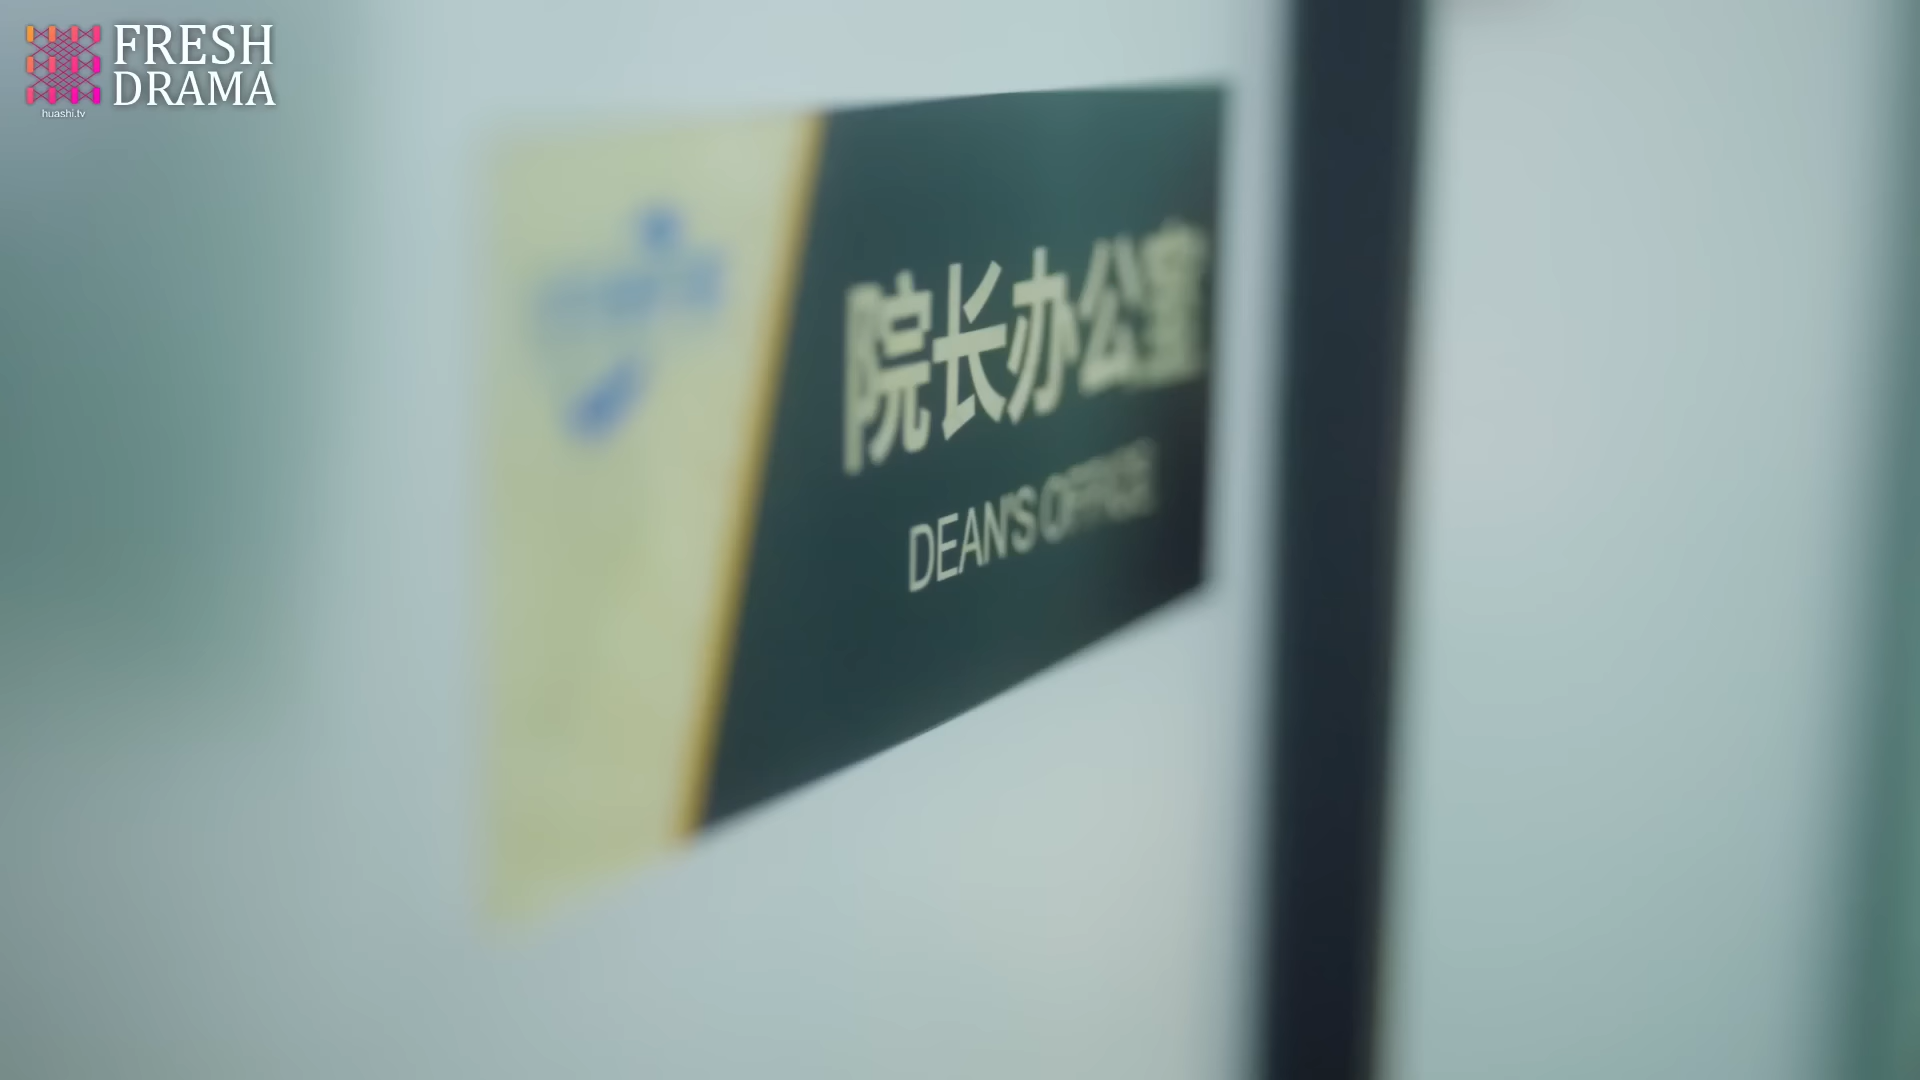 FRESH
DRAMA
huashi.tv
院长办公室
DEAN'S OFFICE